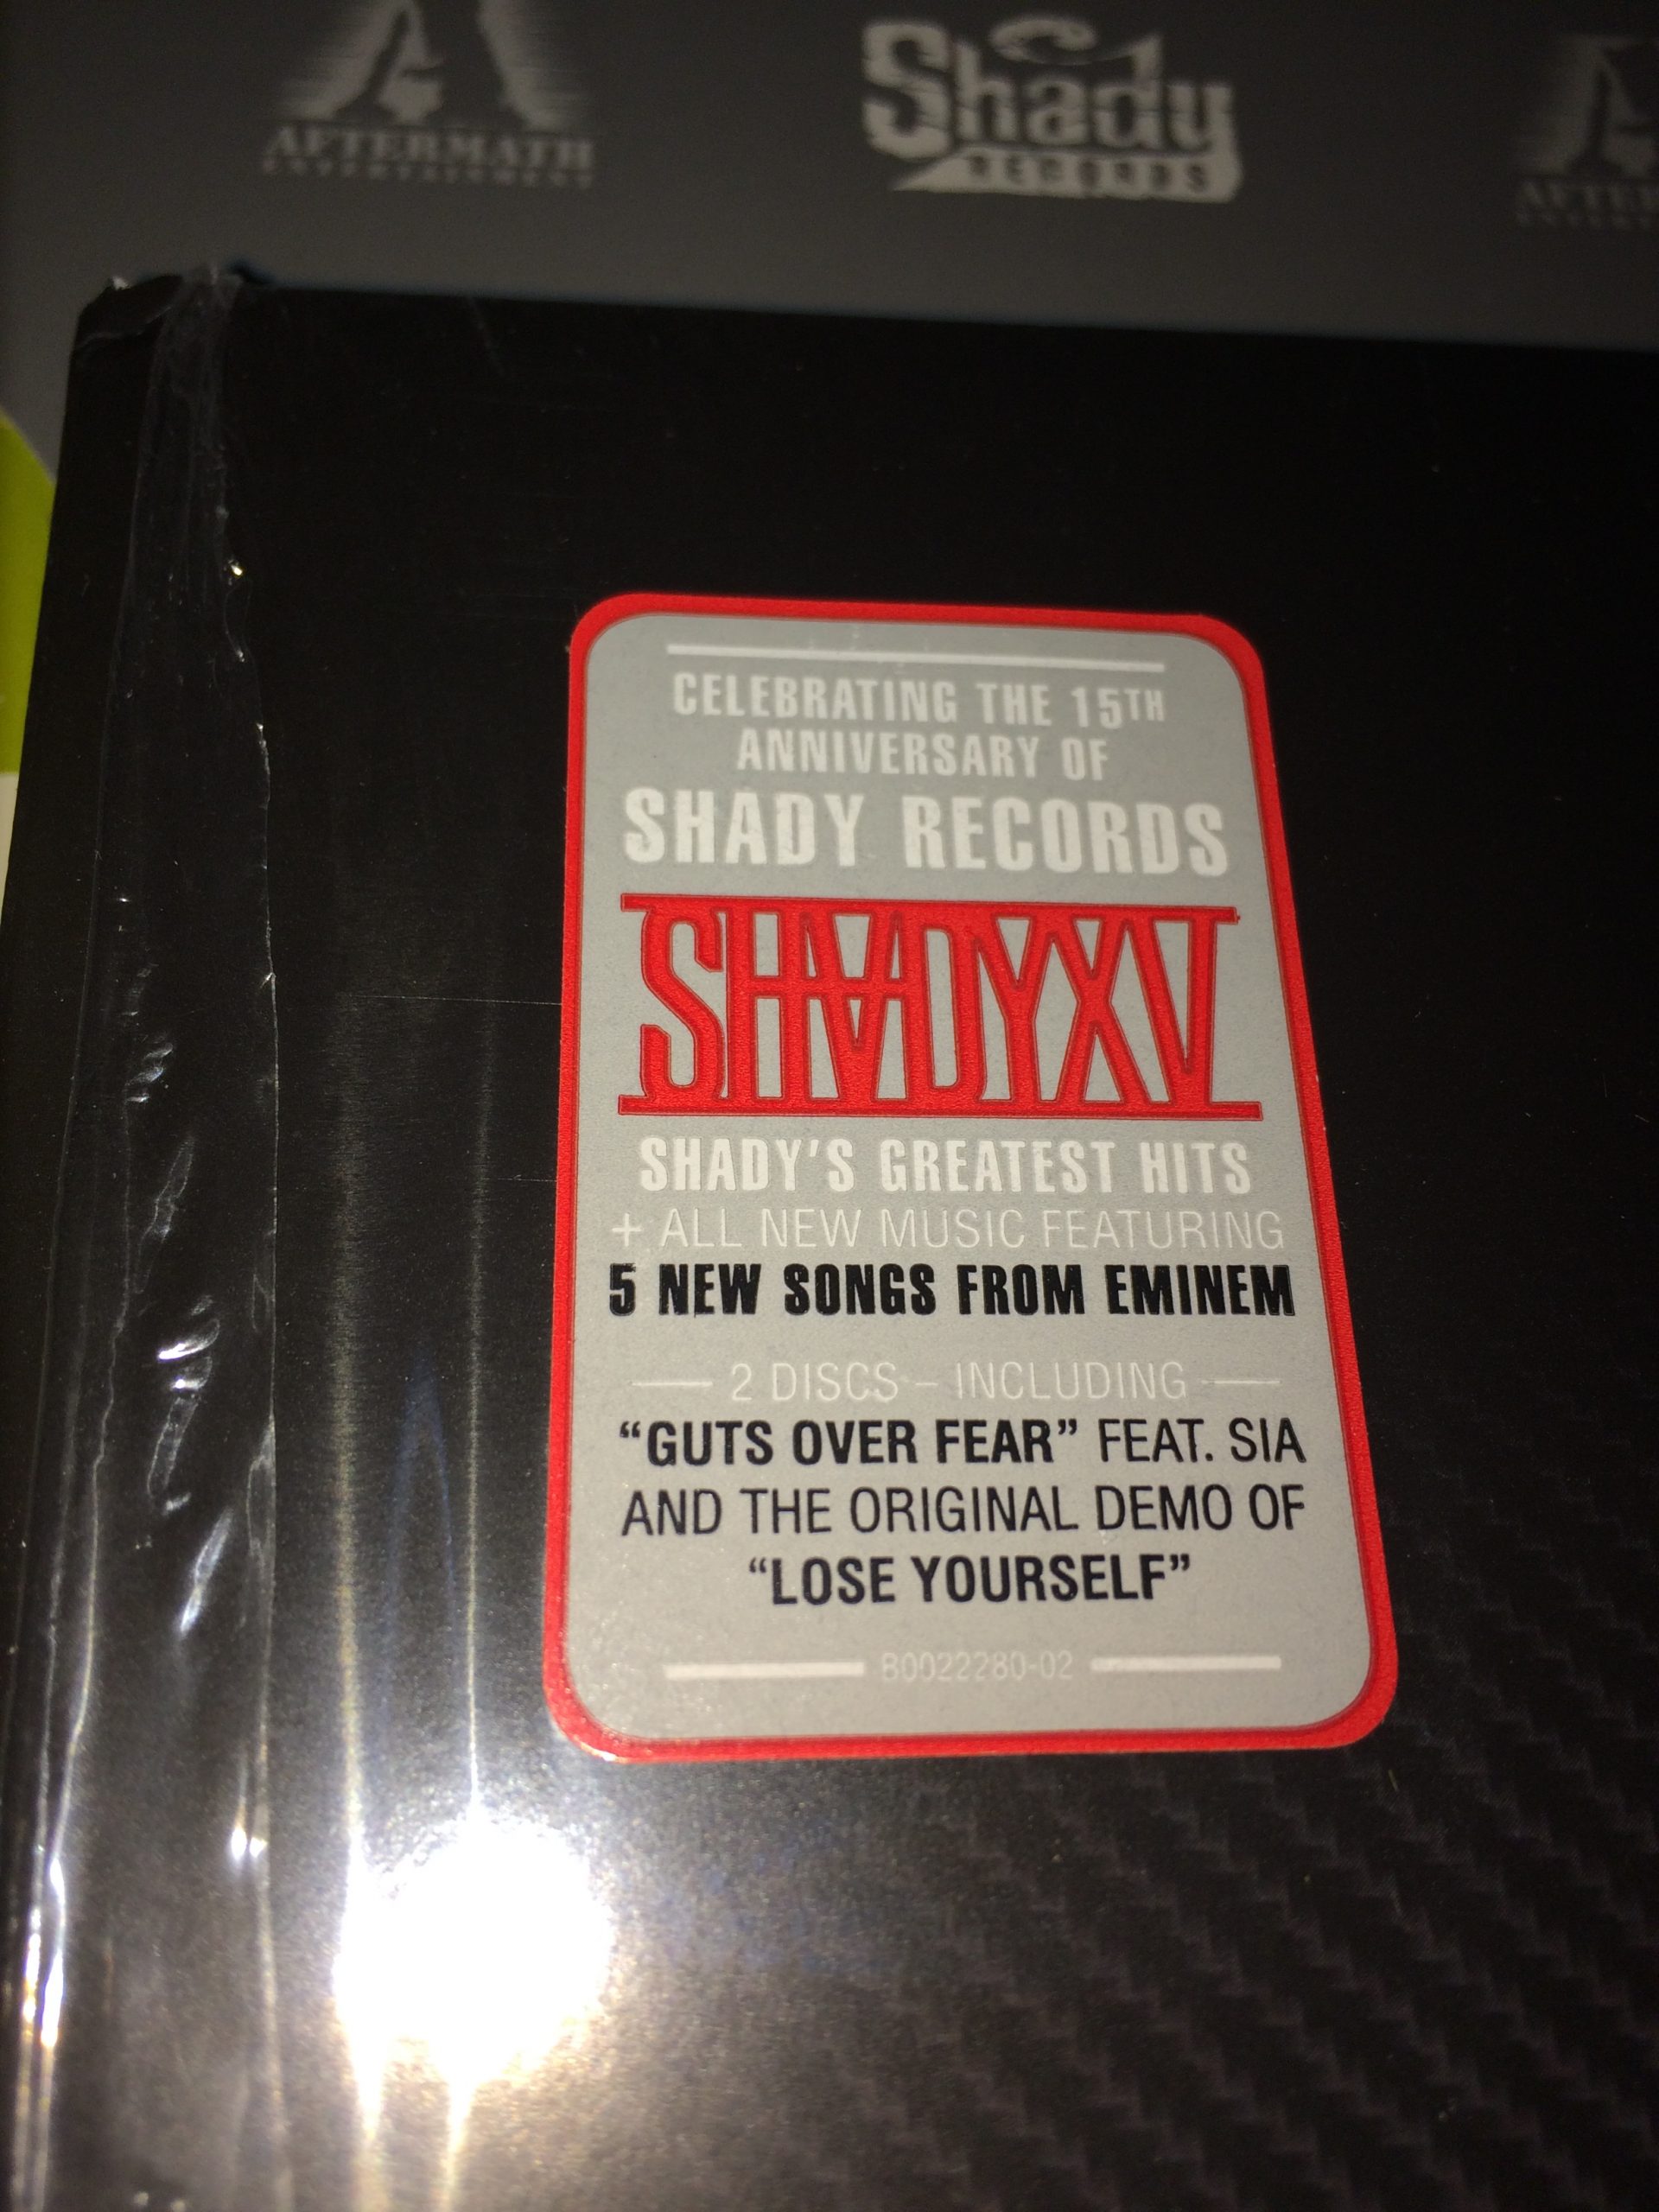 AFTERMATH
ENTERTAINMENT
Shady
RECORDS
CELEBRATING THE 15TH
ANNIVERSARY OF
SHADY RECORDS
SHADYXV
SHADY'S GREATEST HITS
+ ALL NEW MUSIC FEATURING
5 NEW SONGS FROM EMINEM
2 DISCS – INCLUDING
“GUTS OVER FEAR” FEAT. SIA
AND THE ORIGINAL DEMO OF
“LOSE YOURSELF”
B0022280-02